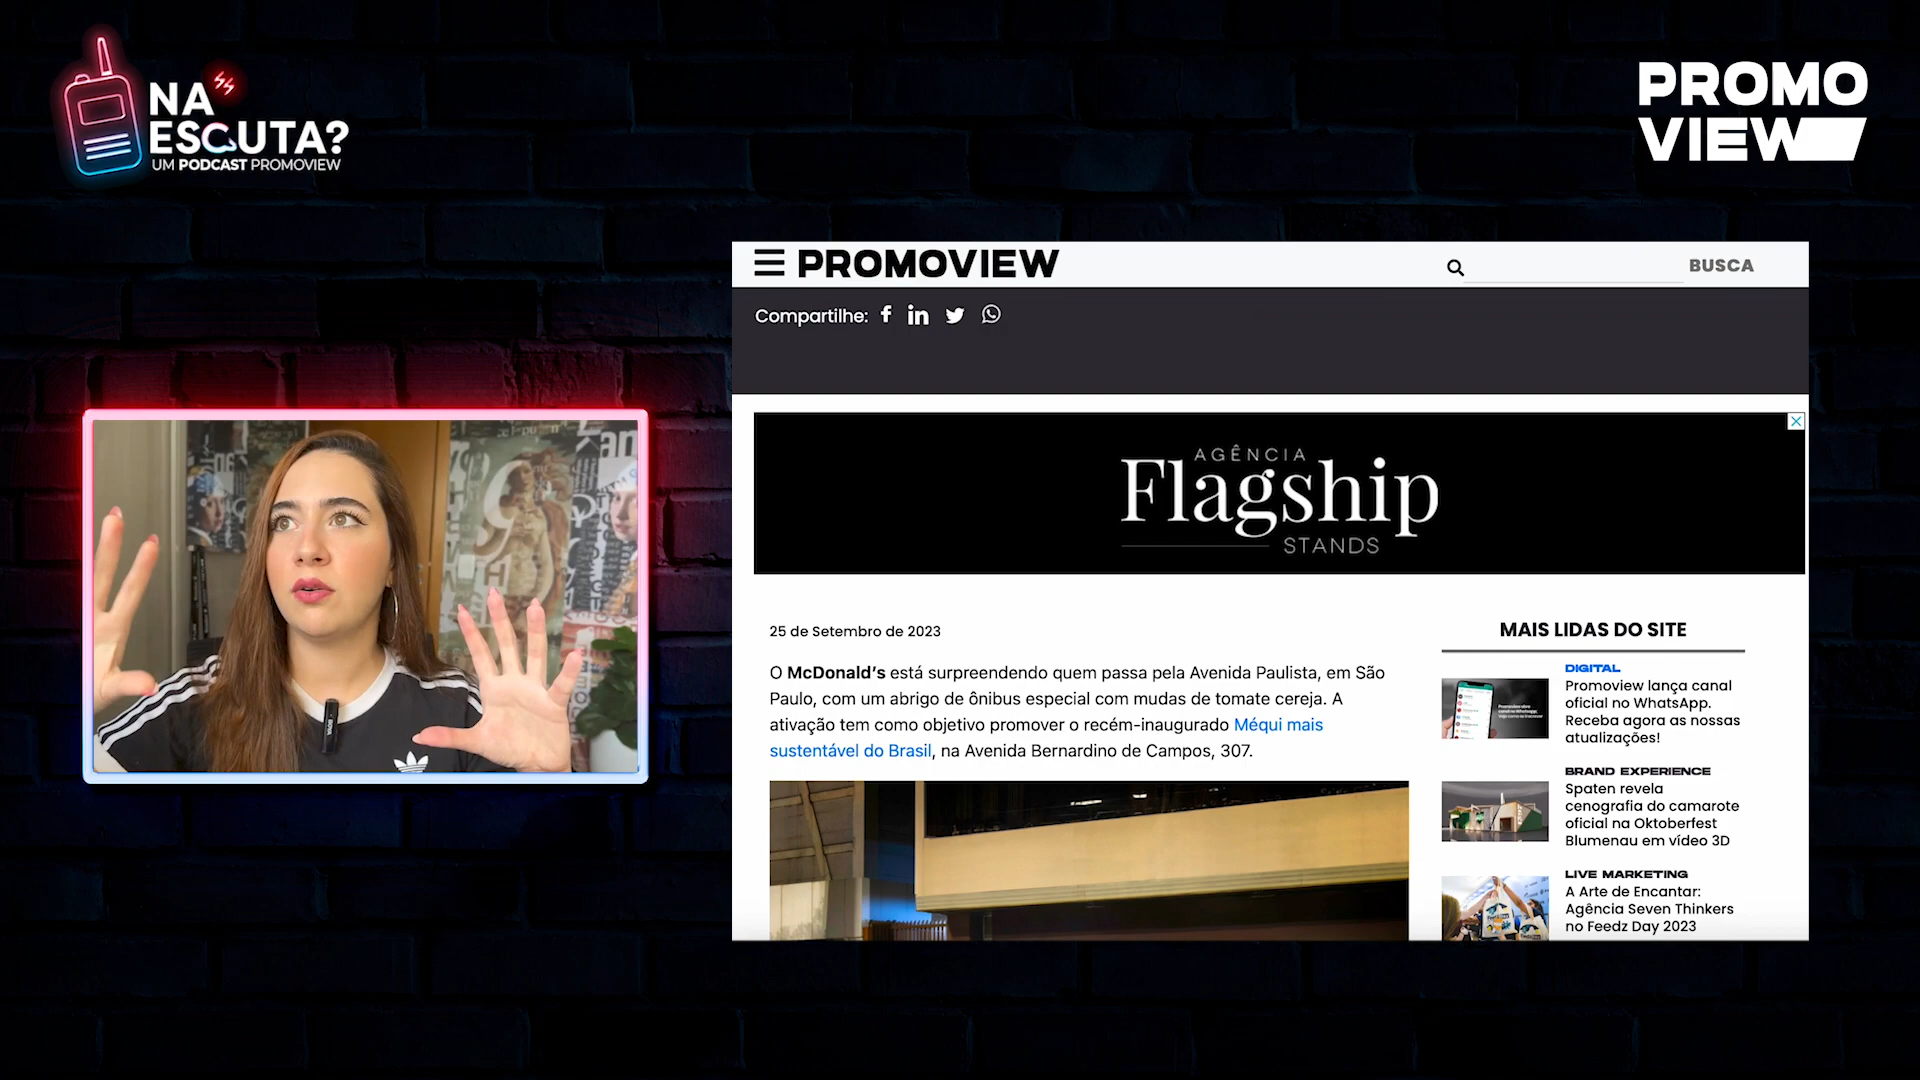 NA
ESCUTA?
UM PODCAST PROMOVIEW
PROMO
VIEW
PROMOVIEW
BUSCA
Compartilhe:
AGÊNCIA
Flagship
STANDS
25 de Setembro de 2023
O McDonald's está surpreendendo quem passa pela Avenida Paulista, em São
Paulo, com um abrigo de ônibus especial com mudas de tomate cereja. A
ativação tem como objetivo promover o recém-inaugurado Méqui mais
sustentável do Brasil, na Avenida Bernardino de Campos, 307.
MAIS LIDAS DO SITE
DIGITAL
Promoview lança canal
oficial no WhatsApp.
Receba agora as nossas
atualizações!
BRAND EXPERIENCE
Spaten revela
cenografia do camarote
oficial na Oktoberfest
Blumenau em vídeo 3D
LIVE MARKETING
A Arte de Encantar:
Agência Seven Thinkers
no Feedz Day 2023